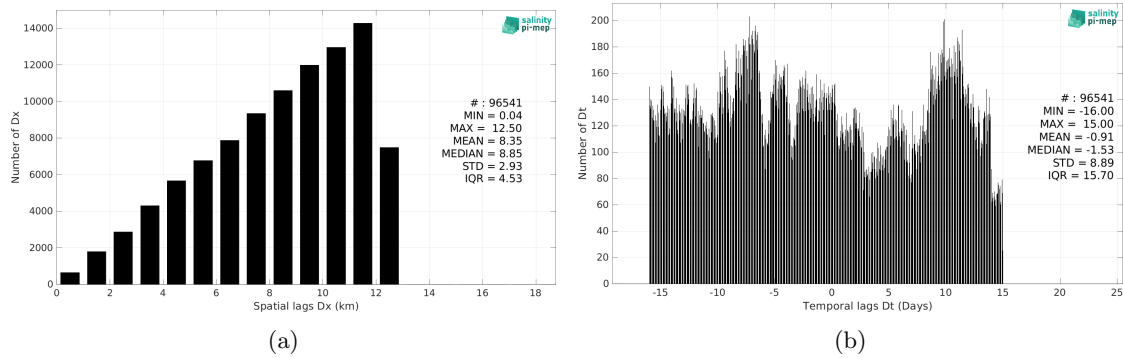 salinity
pi-mep
14000
12000
10000
8000
6000
4000
2000
0
Number of Dx
# : 96541
MIN = 0.04
MAX = 12.50
MEAN = 8.35
MEDIAN = 8.85
STD = 2.93
IQR = 4.53
0 2 4 6 8 10 12 14 16 18
Spatial lags Dx (km)
(a)
salinity
pi-mep
200
180
160
140
120
100
80
60
40
20
0
Number of Dt
# : 96541
MIN = -16.00
MAX = 15.00
MEAN = -0.91
MEDIAN = -1.53
STD = 8.89
IQR = 15.70
-15 -10 -5 0 5 10 15 20 25
Temporal lags Dt (Days)
(b)